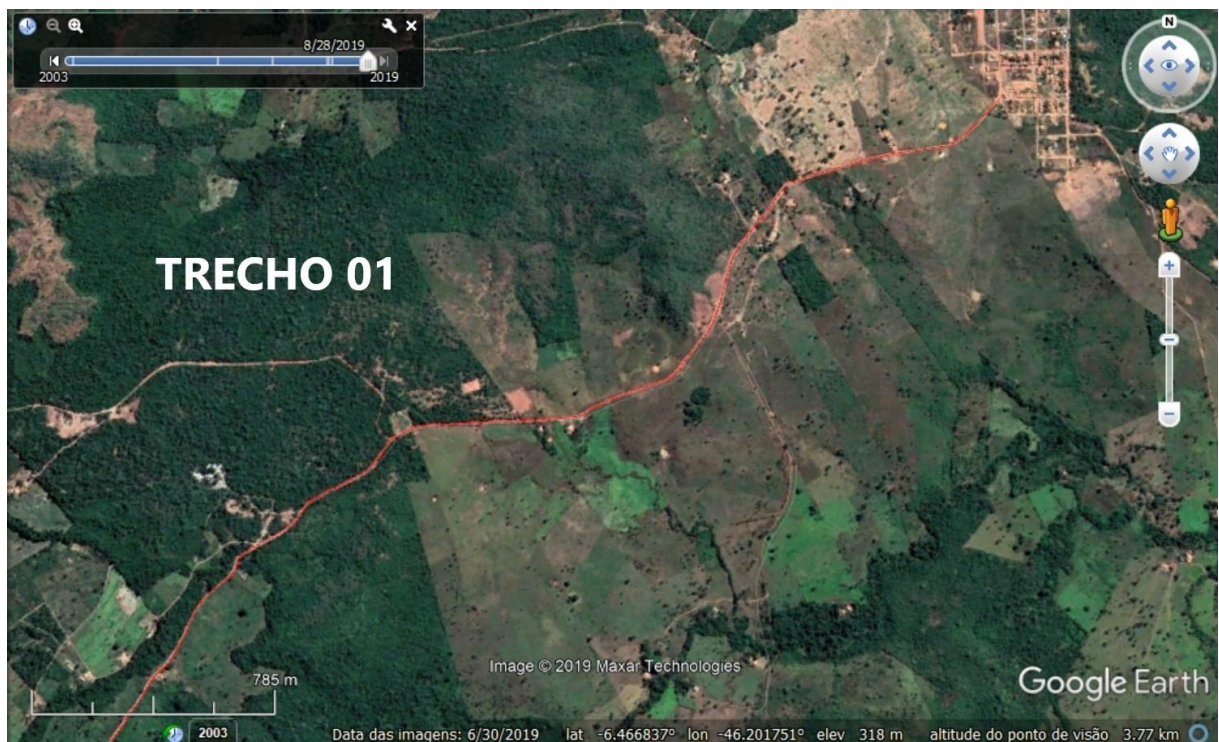 8/28/2019
2003
2019
N
TRECHO 01
785 m
Image © 2019 Maxar Technologies
Google Earth
2003
Data das imagens: 6/30/2019 lat -6.466837° lon -46.201751° elev 318 m altitude do ponto de visão 3.77 km